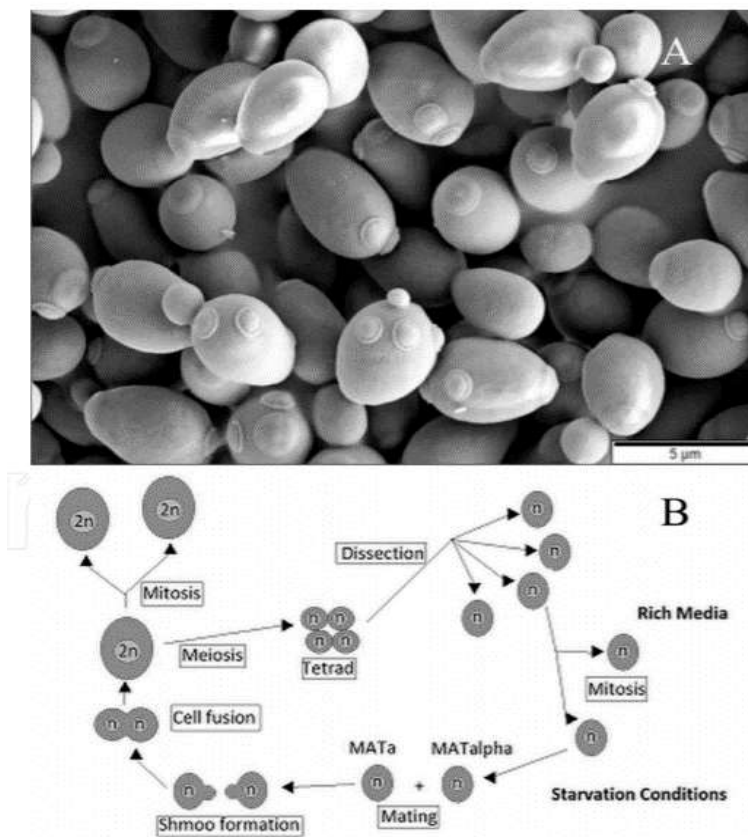 A
5 µm
B
2n
2n
n
Dissection
n
Mitosis
n
n
Rich Media
2n
Meiosis
n n
n n
Tetrad
n
Mitosis
n n
Cell fusion
n
MATa
MATalpha
n
n
n
+
n
Starvation Conditions
Shmoo formation
Mating